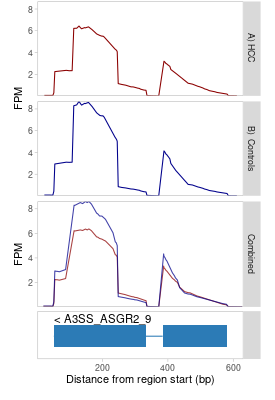 8
6
4
2
FPM
A) HCC
8
6
4
2
FPM
B) Controls
8
6
4
2
FPM
Combined
< A3SS_ASGR2_9
200
400
600
Distance from region start (bp)